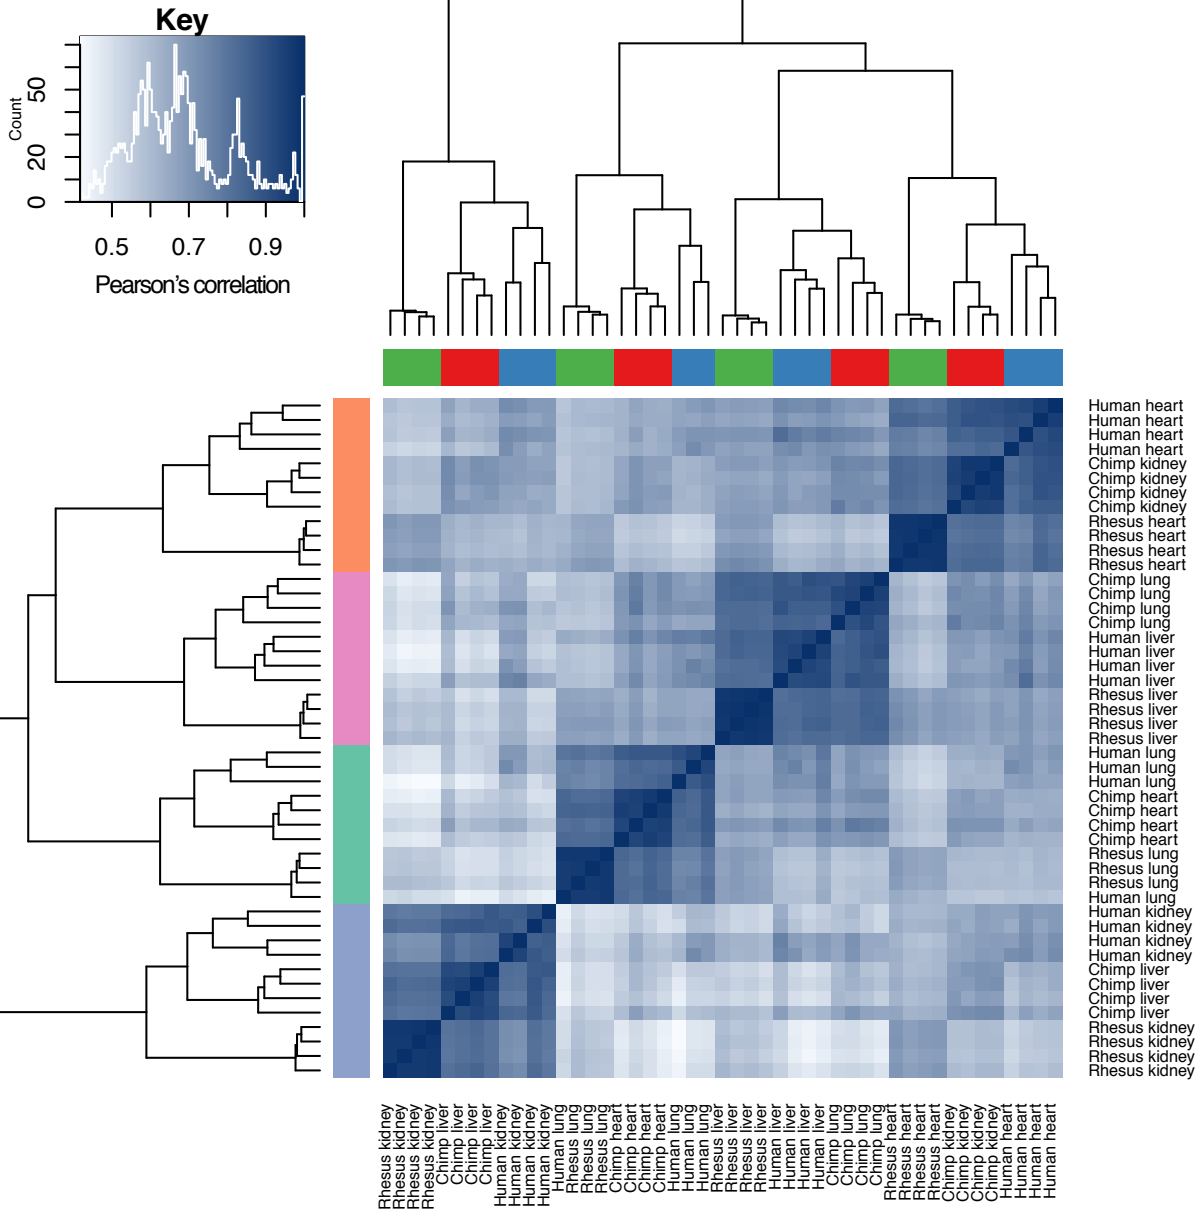 Key
Count
0
20
50
0.5
0.7
0.9
Pearson's correlation
Human heart
Human heart
Human heart
Human heart
Chimp kidney
Chimp kidney
Chimp kidney
Chimp kidney
Rhesus heart
Rhesus heart
Rhesus heart
Rhesus heart
Chimp lung
Chimp lung
Chimp lung
Chimp lung
Human liver
Human liver
Human liver
Human liver
Rhesus liver
Rhesus liver
Rhesus liver
Rhesus liver
Human lung
Human lung
Human lung
Chimp heart
Chimp heart
Chimp heart
Chimp heart
Rhesus lung
Rhesus lung
Rhesus lung
Human lung
Human kidney
Human kidney
Human kidney
Human kidney
Chimp liver
Chimp liver
Chimp liver
Chimp liver
Rhesus kidney
Rhesus kidney
Rhesus kidney
Rhesus kidney
Rhesus kidney
Rhesus kidney
Rhesus kidney
Rhesus kidney
Chimp liver
Chimp liver
Chimp liver
Chimp liver
Human kidney
Human kidney
Human kidney
Human kidney
Human lung
Rhesus lung
Rhesus lung
Rhesus lung
Chimp heart
Chimp heart
Chimp heart
Chimp heart
Human lung
Human lung
Human lung
Rhesus liver
Rhesus liver
Rhesus liver
Rhesus liver
Human liver
Human liver
Human liver
Human liver
Chimp lung
Chimp lung
Chimp lung
Chimp lung
Rhesus heart
Rhesus heart
Rhesus heart
Rhesus heart
Chimp kidney
Chimp kidney
Chimp kidney
Chimp kidney
Human heart
Human heart
Human heart
Human heart